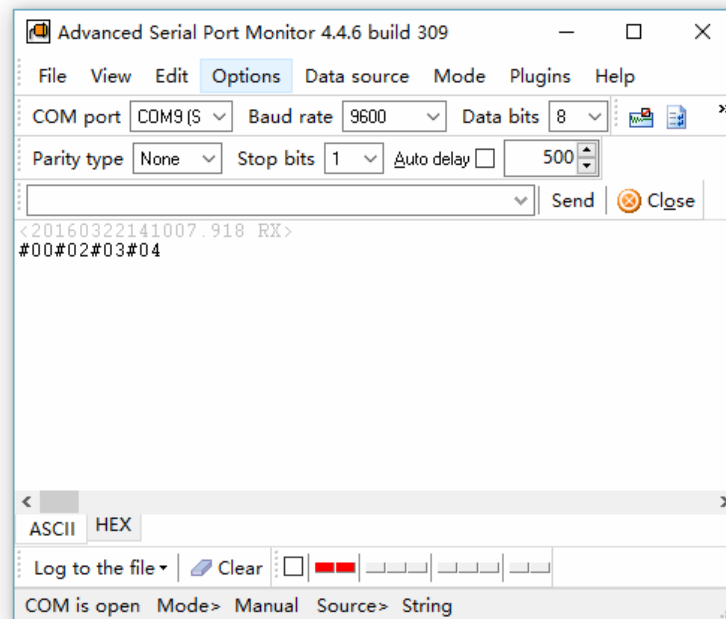 Advanced Serial Port Monitor 4.4.6 build 309
File View Edit Options Data source Mode Plugins Help
COM port COM9 (S Baud rate 9600 Data bits 8
Parity type None Stop bits 1 Auto delay 500
Send Close
<20160322141007.918 RX>
#00#02#03#04
ASCII HEX
Log to the file Clear
COM is open Mode> Manual Source> String